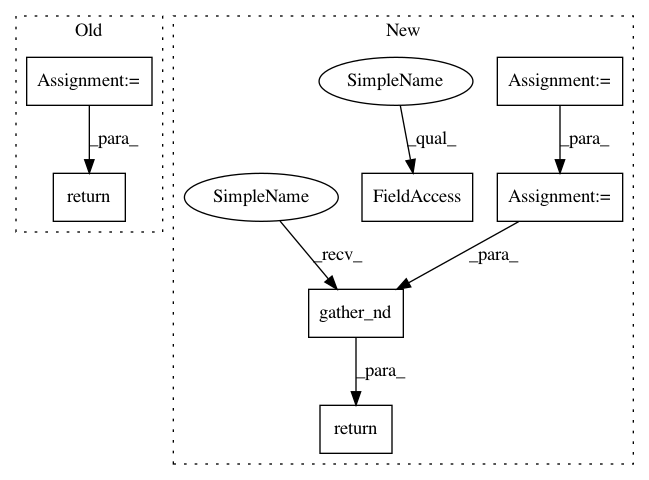 Old
New
Assignment:=
SimpleName
Assignment:=
_para_
_qual_
_para_
return
SimpleName
FieldAccess
Assignment:=
_recv_
_para_
gather_nd
_para_
return